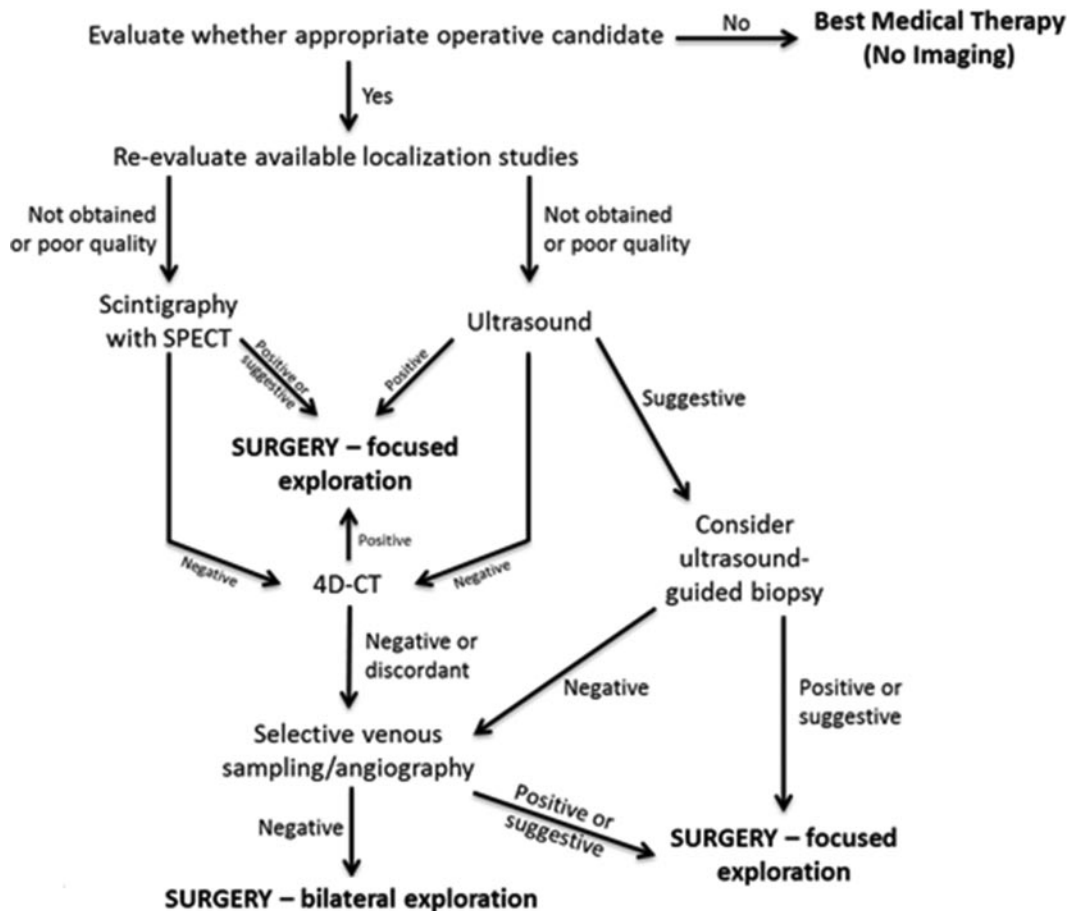 Evaluate whether appropriate operative candidate
No
Best Medical Therapy
(No Imaging)
Yes
Re-evaluate available localization studies
Not obtained
or poor quality
Not obtained
or poor quality
Scintigraphy
with SPECT
Ultrasound
Positive or
suggestive
Positive
Suggestive
SURGERY – focused
exploration
Positive
Negative
4D-CT
Negative
Consider
ultrasound-
guided biopsy
Negative or
discordant
Negative
Positive or
suggestive
Selective venous
sampling/angiography
Negative
Positive or
suggestive
SURGERY – focused
exploration
SURGERY – bilateral exploration